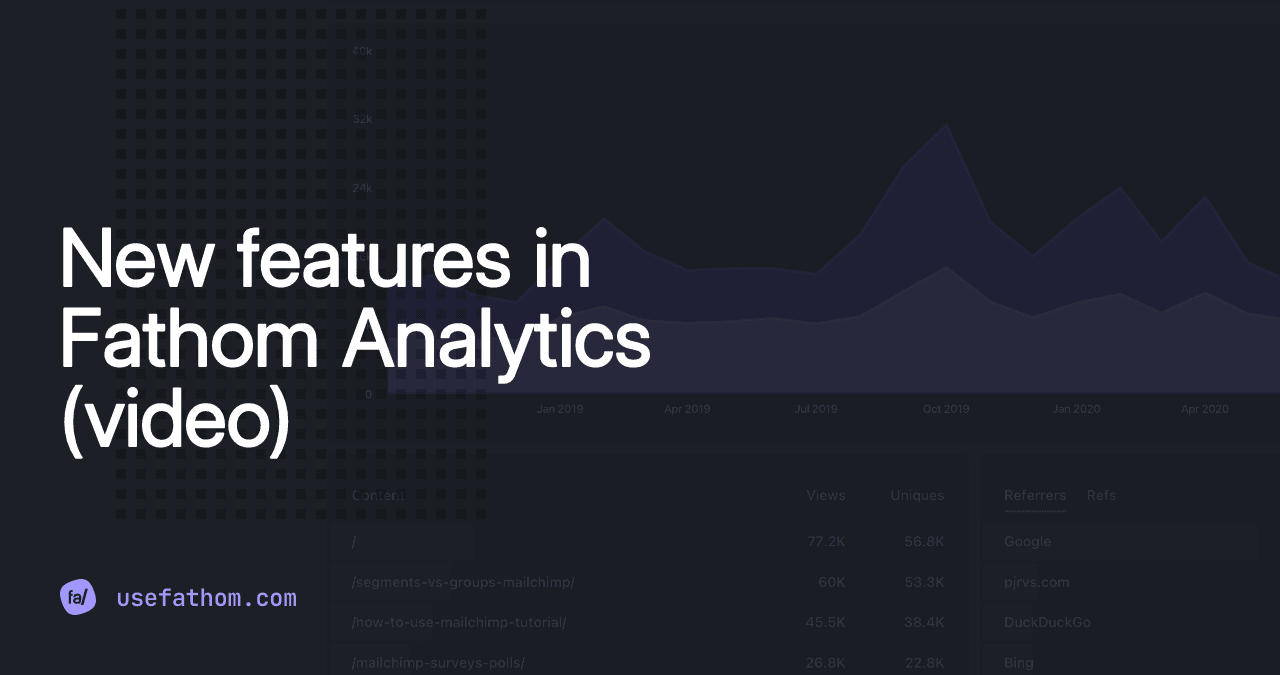 40k
32k
24k
New features in
Fathom Analytics
(video)
0
Jan 2019 Apr 2019 Jul 2019 Oct 2019 Jan 2020 Apr 2020
Content Views Uniques
Referrers Refs
/ 77.2K 56.8K
Google
/segments-vs-groups-mailchimp/ 60K 53.3K
pjrvs.com
/how-to-use-mailchimp-tutorial/ 45.5K 38.4K
DuckDuckGo
/mailchimp-surveys-polls/ 26.8K 22.8K
Bing
fa/ usefathom.com